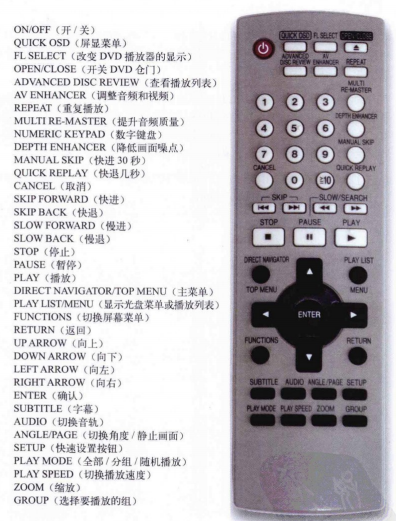 ON/OFF（开 / 关）
QUICK OSD（屏显菜单）
FL SELECT（改变 DVD 播放器的显示）
OPEN/CLOSE（开关 DVD 仓门）
ADVANCED DISC REVIEW（查看播放列表）
AV ENHANCER（调整音频和视频）
REPEAT（重复播放）
MULTI RE-MASTER（提升音频质量）
NUMERIC KEYPAD（数字键盘）
DEPTH ENHANCER（降低画面噪点）
MANUAL SKIP（快进 30 秒）
QUICK REPLAY（快退几秒）
CANCEL（取消）
SKIP FORWARD（快进）
SKIP BACK（快退）
SLOW FORWARD（慢进）
SLOW BACK（慢退）
STOP（停止）
PAUSE（暂停）
PLAY（播放）
DIRECT NAVIGATOR/TOP MENU（主菜单）
PLAY LIST/MENU（显示光盘菜单或播放列表）
FUNCTIONS（切换屏幕菜单）
RETURN（返回）
UP ARROW（向上）
DOWN ARROW（向下）
LEFT ARROW（向左）
RIGHT ARROW（向右）
ENTER（确认）
SUBTITLE（字幕）
AUDIO（切换音轨）
ANGLE/PAGE（切换角度 / 静止画面）
SETUP（快速设置按钮）
PLAY MODE（全部 / 分组 / 随机播放）
PLAY SPEED（切换播放速度）
ZOOM（缩放）
GROUP（选择要播放的组）
QUICK OSD FL SELECT OPEN/CLOSE
ADVANCED AV
DISC REVIEW ENHANCER REPEAT
MULTI
RE-MASTER
1 2 3
DEPTH ENHANCER
4 5 6
MANUAL SKIP
7 8 9
CANCEL QUICK REPLAY
0 ≧10
SKIP SLOW/SEARCH
STOP PAUSE PLAY
DIRECT NAVIGATOR PLAY LIST
TOP MENU MENU
ENTER
FUNCTIONS RETURN
SUBTITLE AUDIO ANGLE/PAGE SETUP
PLAY MODE PLAY SPEED ZOOM GROUP